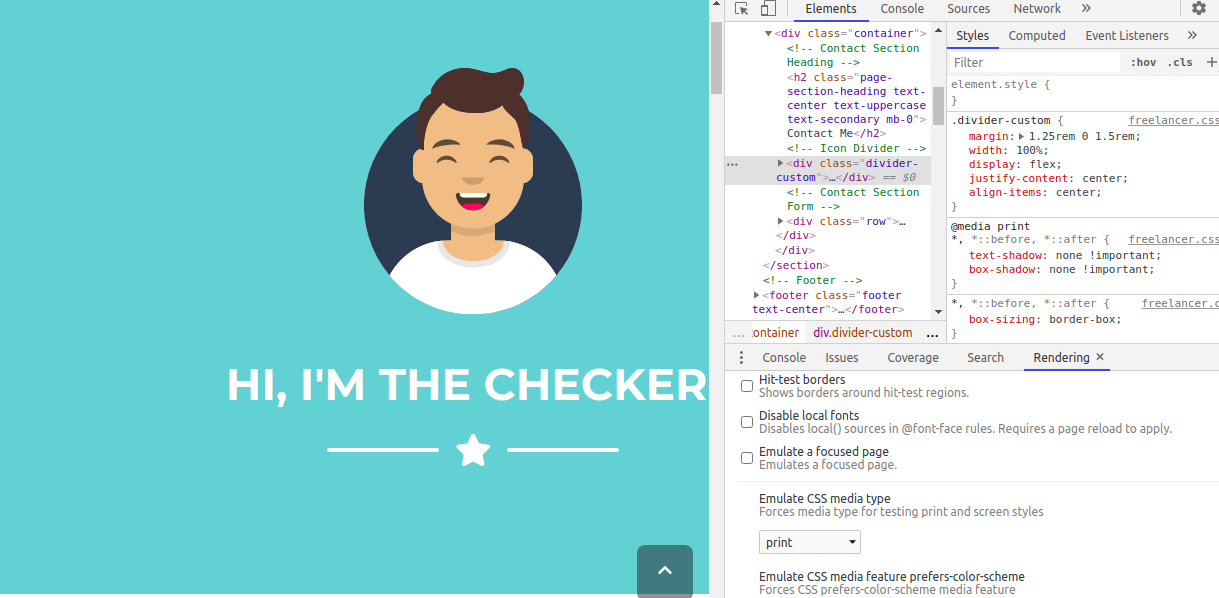 HI, I'M THE CHECKER
Elements Console Sources Network »
<div class="container">
<!-- Contact Section
Heading -->
<h2 class="page-
section-heading text-
center text-uppercase
text-secondary mb-0">
Contact Me</h2>
<!-- Icon Divider -->
<div class="divider-
custom">…</div> == $0
<!-- Contact Section
Form -->
<div class="row">…
</div>
</div>
</section>
<!-- Footer -->
<footer class="footer
text-center">…</footer>
... ontainer div.divider-custom ...
Styles Computed Event Listeners »
Filter :hov .cls +
element.style {
}
.divider-custom { freelancer.css
margin: 1.25rem 0 1.5rem;
width: 100%;
display: flex;
justify-content: center;
align-items: center;
}
@media print
*, *::before, *::after { freelancer.css
text-shadow: none !important;
box-shadow: none !important;
}
*, *::before, *::after { freelancer.c
box-sizing: border-box;
}
Console Issues Coverage Search Rendering ×
Hit-test borders
Shows borders around hit-test regions.
Disable local fonts
Disables local() sources in @font-face rules. Requires a page reload to apply.
Emulate a focused page
Emulates a focused page.
Emulate CSS media type
Forces media type for testing print and screen styles
print
Emulate CSS media feature prefers-color-scheme
Forces CSS prefers-color-scheme media feature